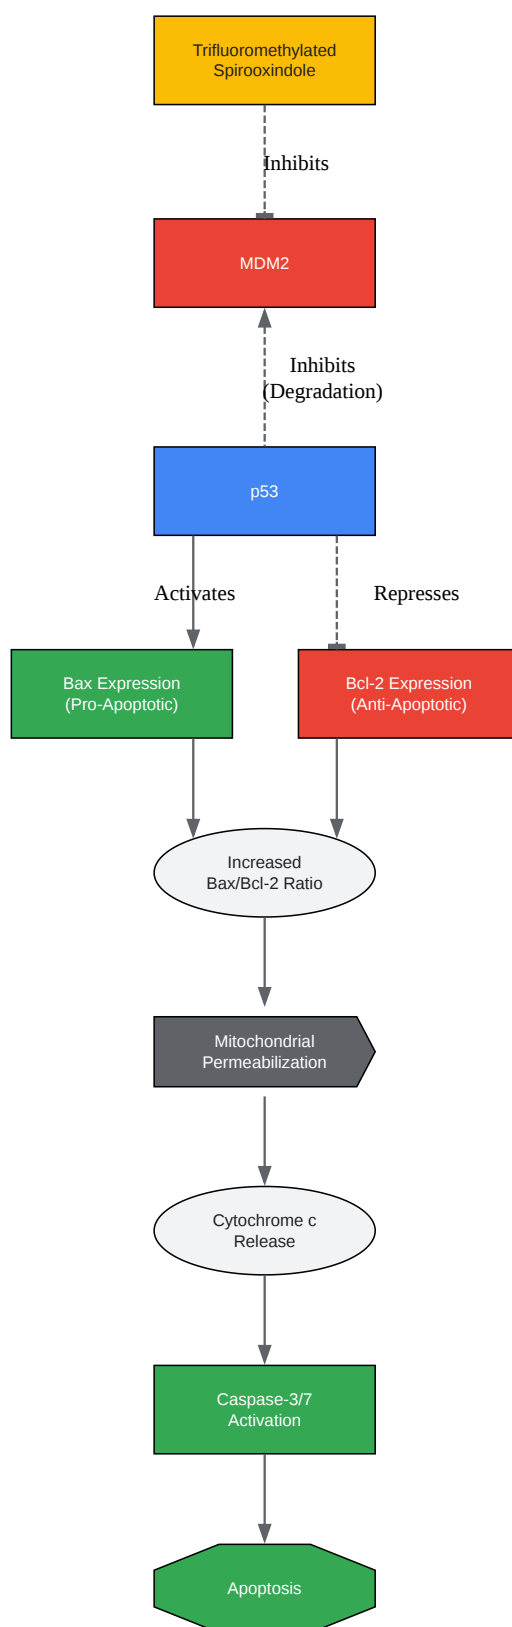 Trifluoromethylated
Spirooxindole
Inhibits
MDM2
Inhibits
(Degradation)
p53
Activates
Represses
Bax Expression
(Pro-Apoptotic)
Bcl-2 Expression
(Anti-Apoptotic)
Increased
Bax/Bcl-2 Ratio
Mitochondrial
Permeabilization
Cytochrome c
Release
Caspase-3/7
Activation
Apoptosis